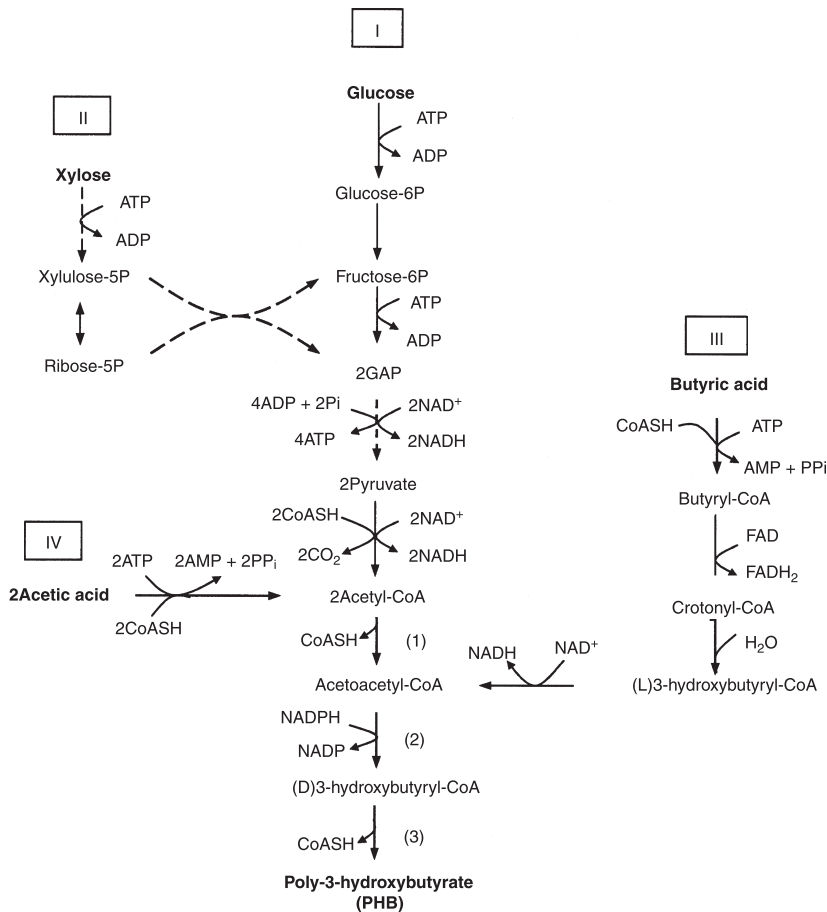 I
Glucose
ATP
ADP
Glucose-6P
II
Xylose
ATP
ADP
Xylulose-5P
Ribose-5P
Fructose-6P
ATP
ADP
2GAP
4ADP + 2Pi
2NAD⁺
4ATP
2NADH
2Pyruvate
2CoASH
2NAD⁺
2CO₂
2NADH
III
Butyric acid
CoASH
ATP
AMP + PPi
Butyryl-CoA
FAD
FADH₂
Crotonyl-CoA
H₂O
(L)3-hydroxybutyryl-CoA
IV
2Acetic acid
2ATP
2AMP + 2PPᵢ
2CoASH
2Acetyl-CoA
CoASH
(1)
NADH
NAD⁺
Acetoacetyl-CoA
NADPH
NADP
(2)
(D)3-hydroxybutyryl-CoA
CoASH
(3)
Poly-3-hydroxybutyrate
(PHB)